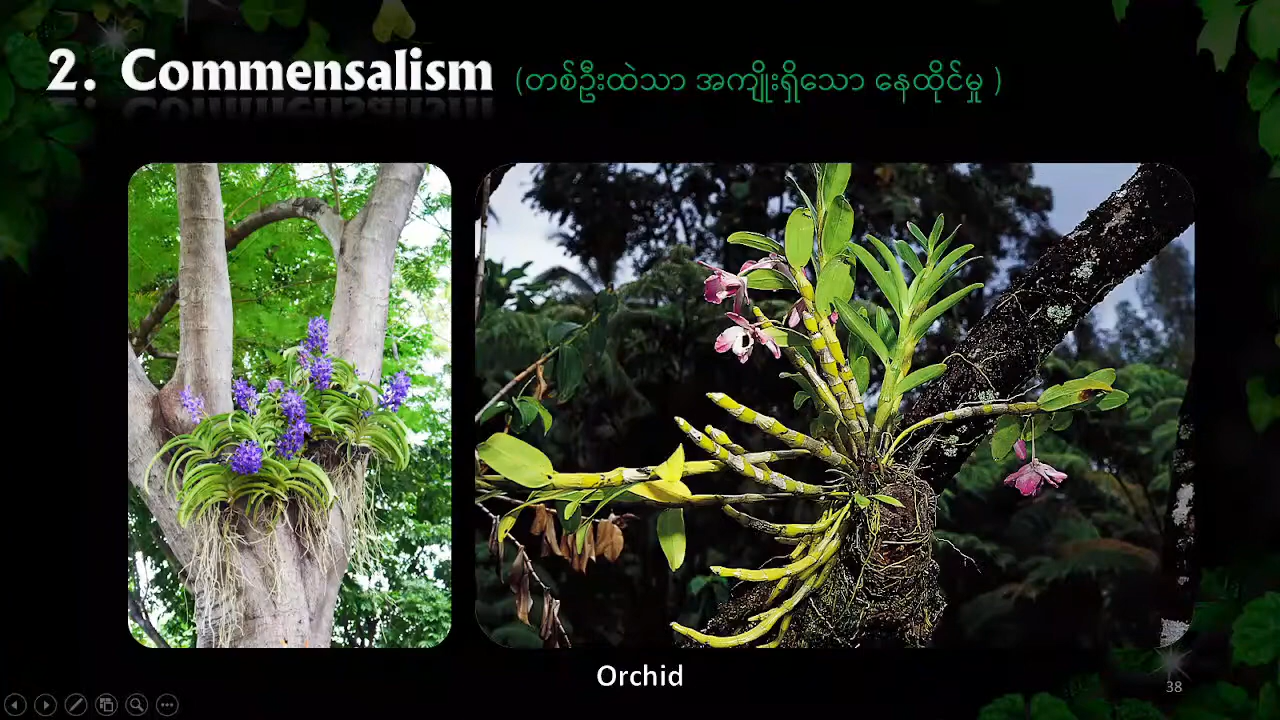 2. Commensalism (တစ်ဦးထဲသာ အကျိုးရှိသော နေထိုင်မှု )
Orchid
38